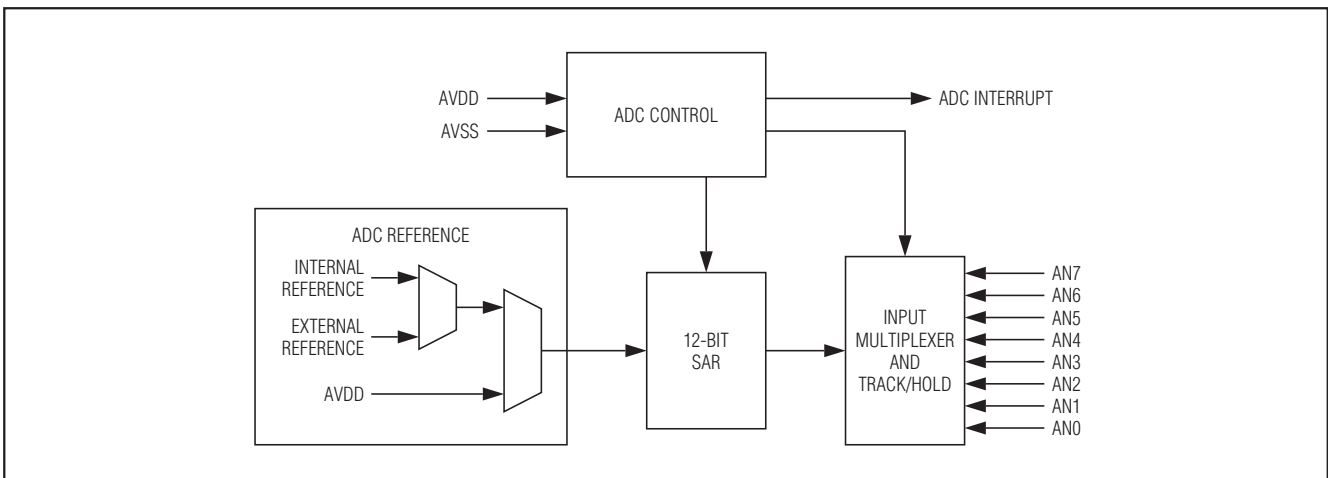 AVDD
AVSS
ADC CONTROL
ADC INTERRUPT
ADC REFERENCE
INTERNAL
REFERENCE
EXTERNAL
REFERENCE
AVDD
12-BIT
SAR
INPUT
MULTIPLEXER
AND
TRACK/HOLD
AN7
AN6
AN5
AN4
AN3
AN2
AN1
AN0